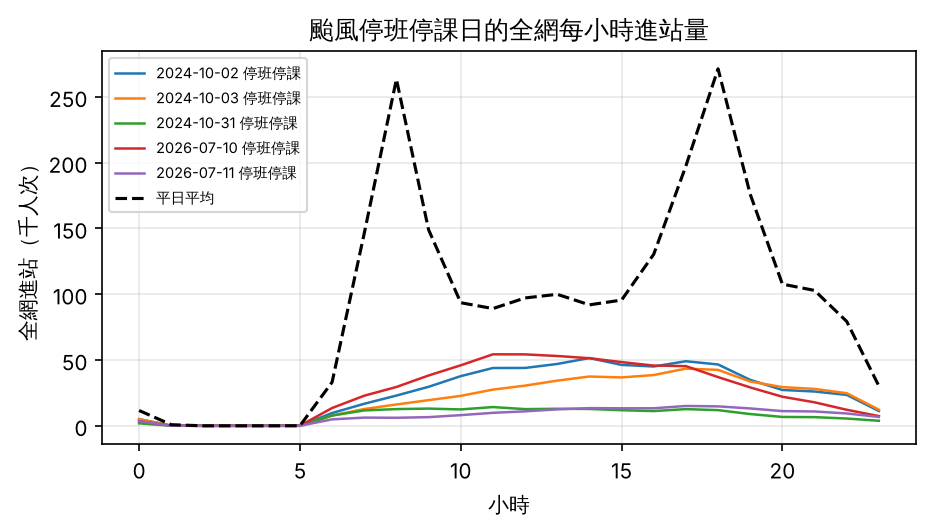 颱風停班停課日的全網每小時進站量
2024-10-02 停班停課
2024-10-03 停班停課
2024-10-31 停班停課
2026-07-10 停班停課
2026-07-11 停班停課
平日平均
全網進站（千人次）
250
200
150
100
50
0
0 5 10 15 20
小時